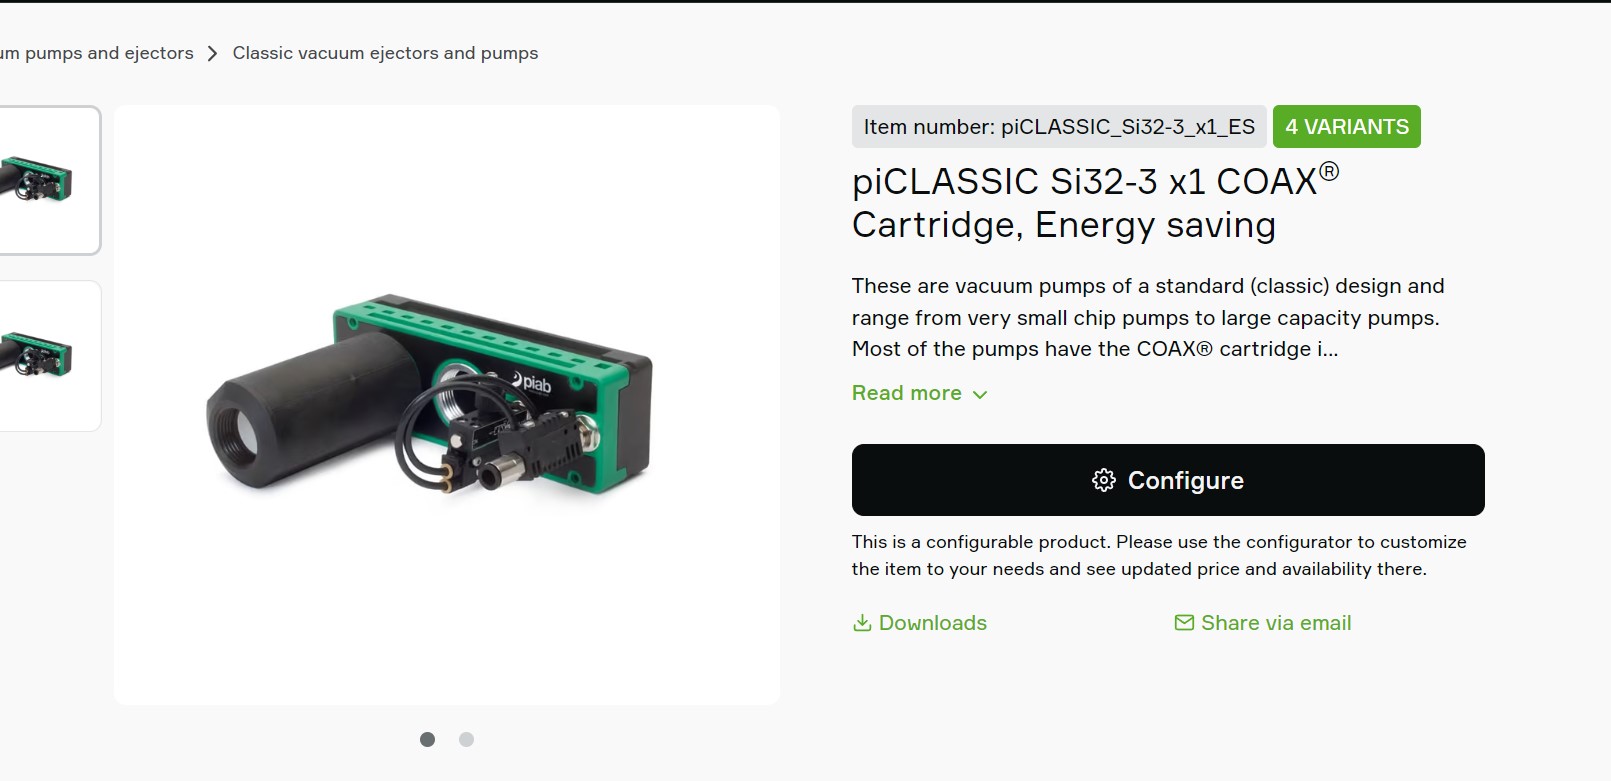 um pumps and ejectors > Classic vacuum ejectors and pumps
Item number: piCLASSIC_Si32-3_x1_ES
4 VARIANTS
piCLASSIC Si32-3 x1 COAX®
Cartridge, Energy saving
These are vacuum pumps of a standard (classic) design and
range from very small chip pumps to large capacity pumps.
Most of the pumps have the COAX® cartridge i...
Read more
piab
Configure
This is a configurable product. Please use the configurator to customize
the item to your needs and see updated price and availability there.
Downloads
Share via email